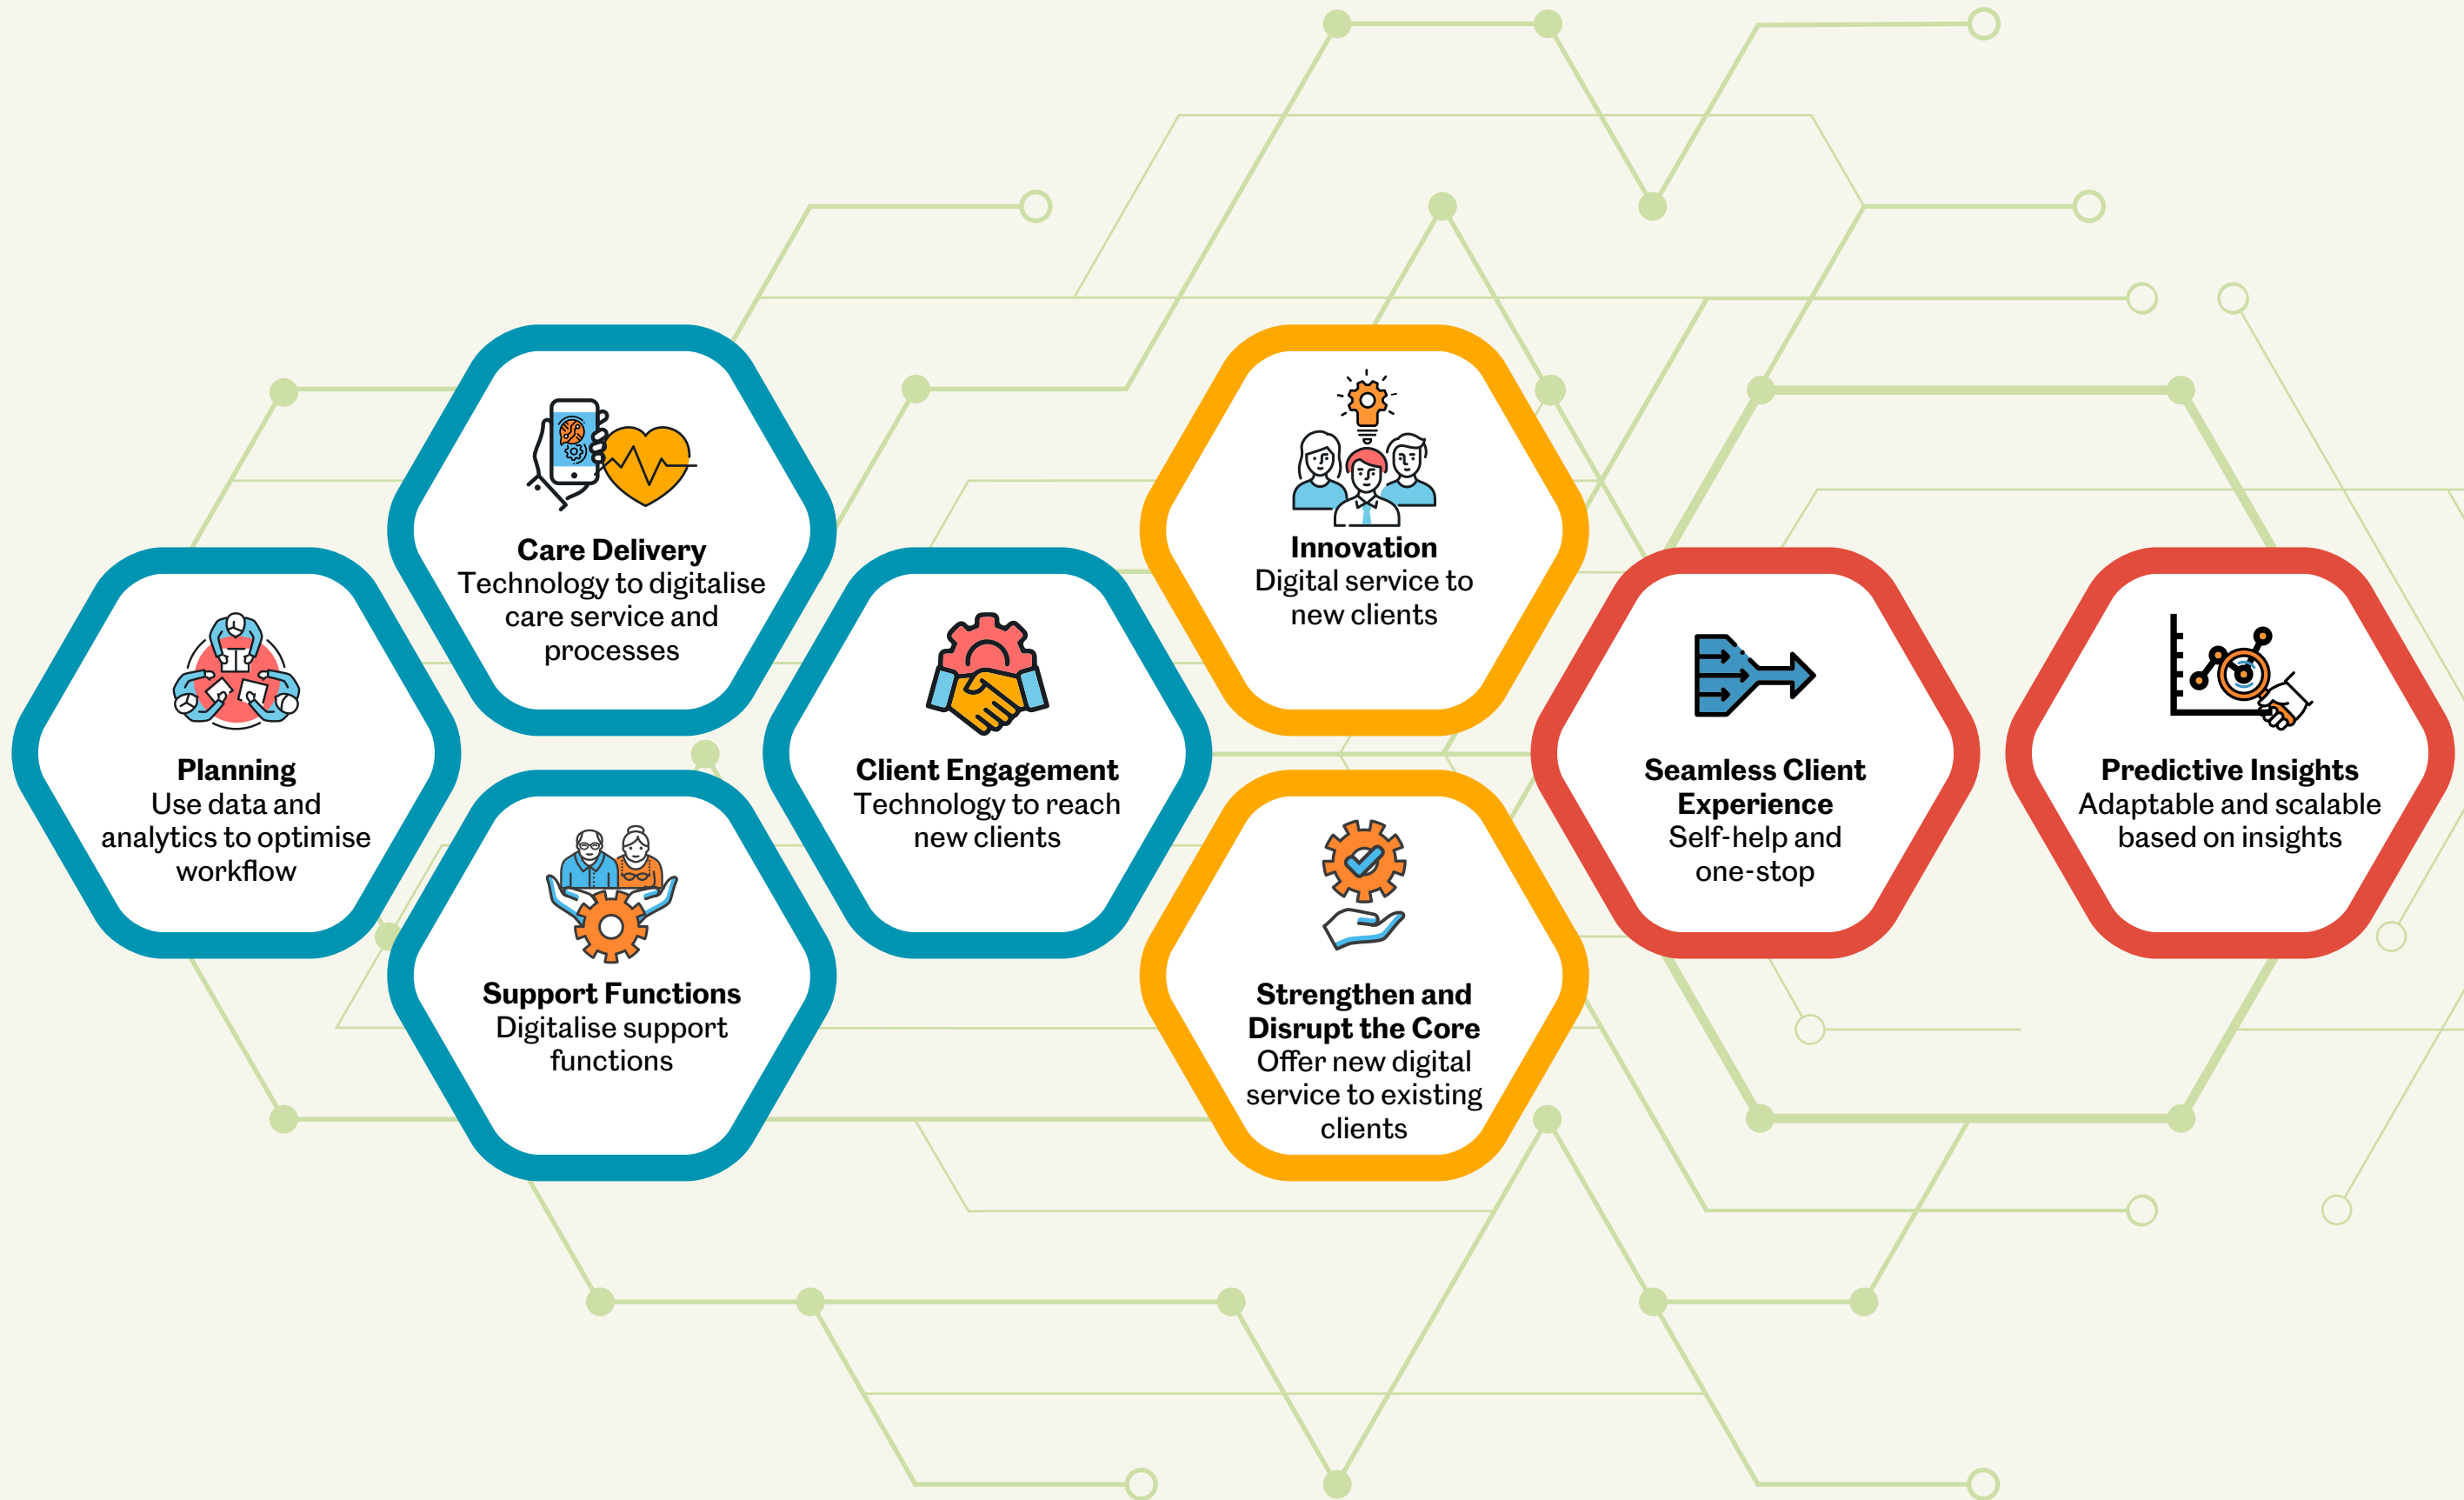 Planning
Use data and
analytics to optimise
workflow
Care Delivery
Technology to digitalise
care service and
processes
Support Functions
Digitalise support
functions
Client Engagement
Technology to reach
new clients
Innovation
Digital service to
new clients
Strengthen and
Disrupt the Core
Offer new digital
service to existing
clients
Seamless Client
Experience
Self-help and
one-stop
Predictive Insights
Adaptable and scalable
based on insights